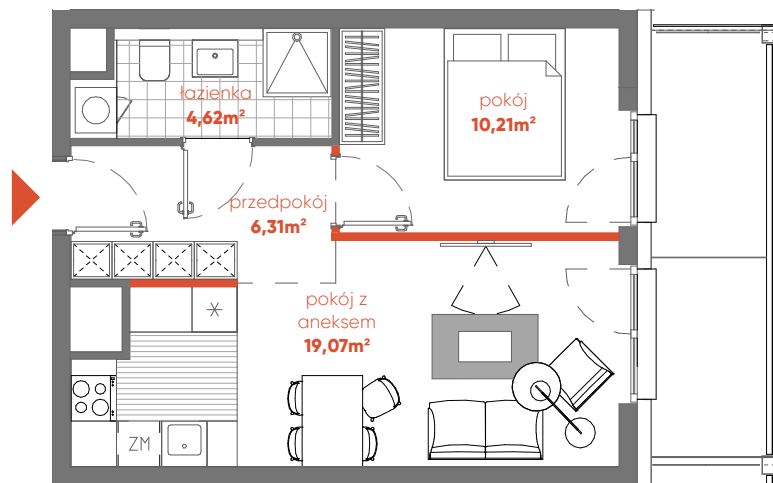 łazienka
4,62m²
pokój
10,21m²
przedpokój
6,31m²
pokój z
aneksem
19,07m²
ZM